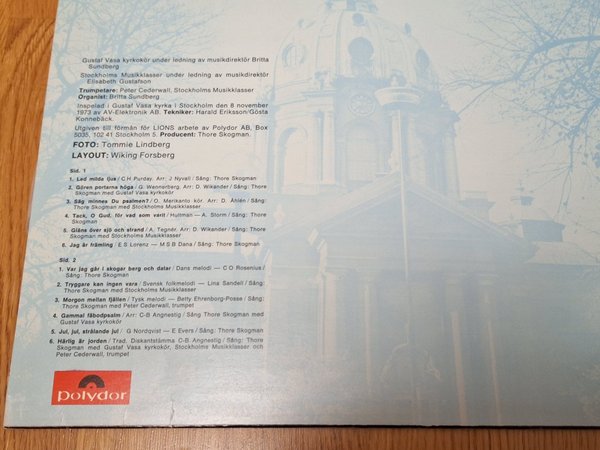 Gustaf Vasa kyrkokör under ledning av musikdirektör Britta
Sundberg
Stockholms Musikklasser under ledning av musikdirektör
Elisabeth Gustafson
Trumpetare: Peter Cederwall, Stockholms Musikklasser
Organist: Britta Sundberg
Inspelad i Gustaf Vasa kyrka i Stockholm den 8 november
1973 av AV-Elektronik AB. Tekniker: Harald Eriksson/Gösta
Konnebäck.
Utgiven till förmån för LIONS arbete av Polydor AB, Box
5035, 102 41 Stockholm 5. Producent: Thore Skogman.
FOTO: Tommie Lindberg
LAYOUT: Wiking Forsberg
Sid. 1
1. Led milda ljus / C H Purday. Arr. J Nyvall / Sång: Thore Skogman
2. Gören portarna höga / G. Wennerberg. Arr: D. Wikander / Sång: Thore
Skogman med Gustaf Vasa kyrkokör
3. Säg minnes Du psalmen? / O. Merikanto kör. Arr: D. Åhlén / Sång:
Thore Skogman med Stockholms Musikklasser
4. Tack, O Gud, för vad som varit / Hultman — A. Storm / Sång: Thore
Skogman
5. Gläns över sjö och strand / A. Tegnér. Arr: D. Wikander / Sång: Thore
Skogman med Stockholms Musikklasser
6. Jag är främling / E S Lorenz — M S B Dana / Sång: Thore Skogman
Sid. 2
1. Var jag går i skogar berg och dalar / Dans melodi — C O Rosenius /
Sång: Thore Skogman
2. Tryggare kan ingen vara / Svensk folkmelodi — Lina Sandell / Sång:
Thore Skogman med Stockholms Musikklasser
3. Morgon mellan fjällen / Tysk melodi — Betty Ehrenborg-Posse / Sång:
Thore Skogman med Peter Cederwall, trumpet
4. Gammal fäbodpsalm / Arr: C-B Angnestig / Sång Thore Skogman med
Gustaf Vasa kyrkokör
5. Jul, jul, strålande jul / G Nordqvist — E Evers / Sång: Thore Skogman
6. Härlig är jorden / Trad. Diskantstämma C-B Angnestig / Sång: Thore
Skogman med Gustaf Vasa kyrkokör, Stockholms Musikklasser och
Peter Cederwall, trumpet
polydor